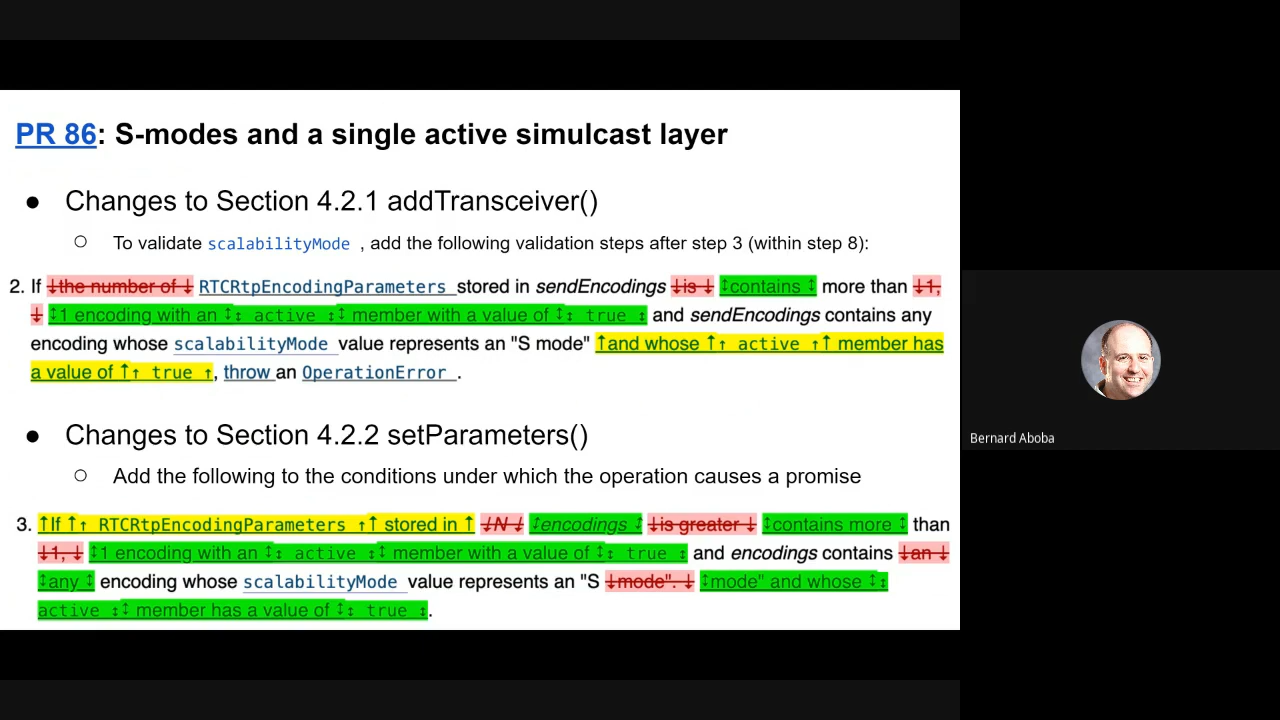 PR 86: S-modes and a single active simulcast layer
● Changes to Section 4.2.1 addTransceiver()
○ To validate scalabilityMode , add the following validation steps after step 3 (within step 8):
2. If ↓the number of ↓ RTCRtpEncodingParameters stored in sendEncodings ↓is ↓ ↕contains ↕ more than ↓1,
↓ ↕1 encoding with an ↕↕ active ↕↕ member with a value of ↕↕ true ↕ and sendEncodings contains any
encoding whose scalabilityMode value represents an "S mode" ↑and whose ↑↑ active ↑↑ member has
a value of ↑↑ true ↑, throw an OperationError .
● Changes to Section 4.2.2 setParameters()
○ Add the following to the conditions under which the operation causes a promise
3. ↑If ↑↑ RTCRtpEncodingParameters ↑↑ stored in ↑ ↓N ↓ ↕encodings ↕ ↓is greater ↓ ↕contains more ↕ than
↓1, ↓ ↕1 encoding with an ↕↕ active ↕↕ member with a value of ↕↕ true ↕ and encodings contains ↓an ↓
↕any ↕ encoding whose scalabilityMode value represents an "S ↓mode". ↓ ↕mode" and whose ↕↕
active ↕↕ member has a value of ↕↕ true ↕.
Bernard Aboba